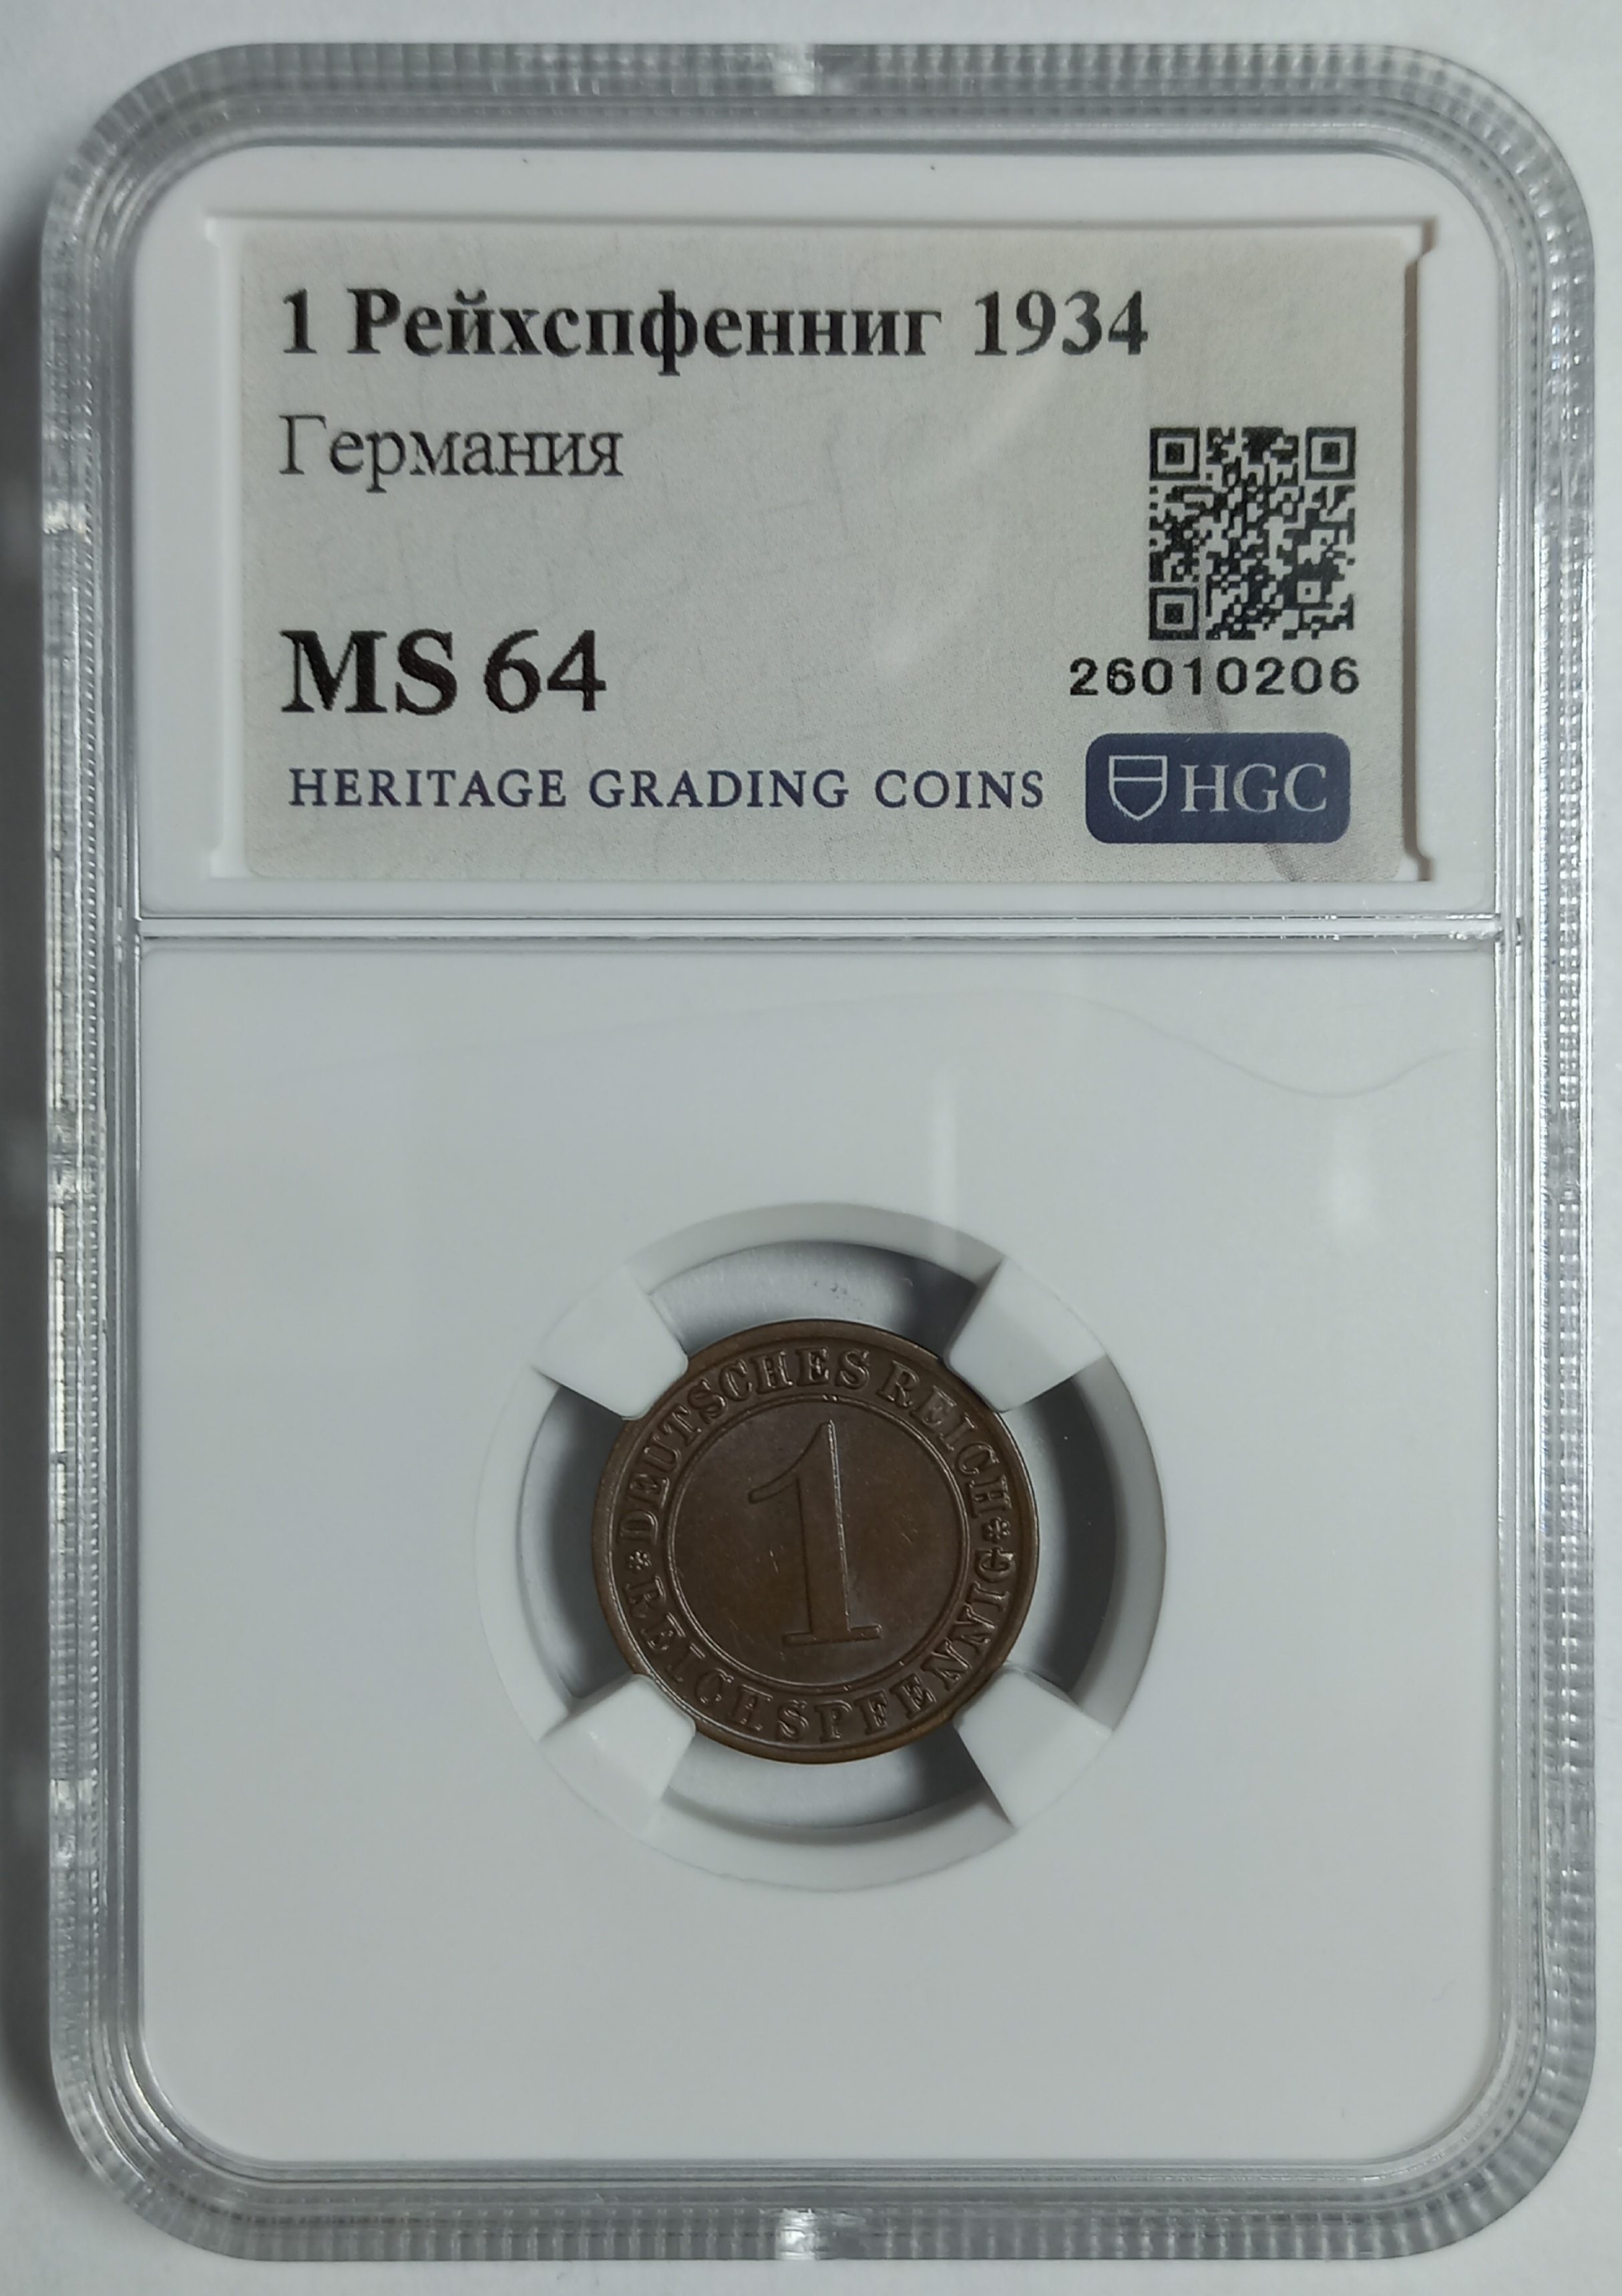 1 Рейхспфенниг 1934
Германия
MS 64
26010206
HERITAGE GRADING COINS HGC
DEUTSCHES REICH
1
* REICHSPFENNIG *